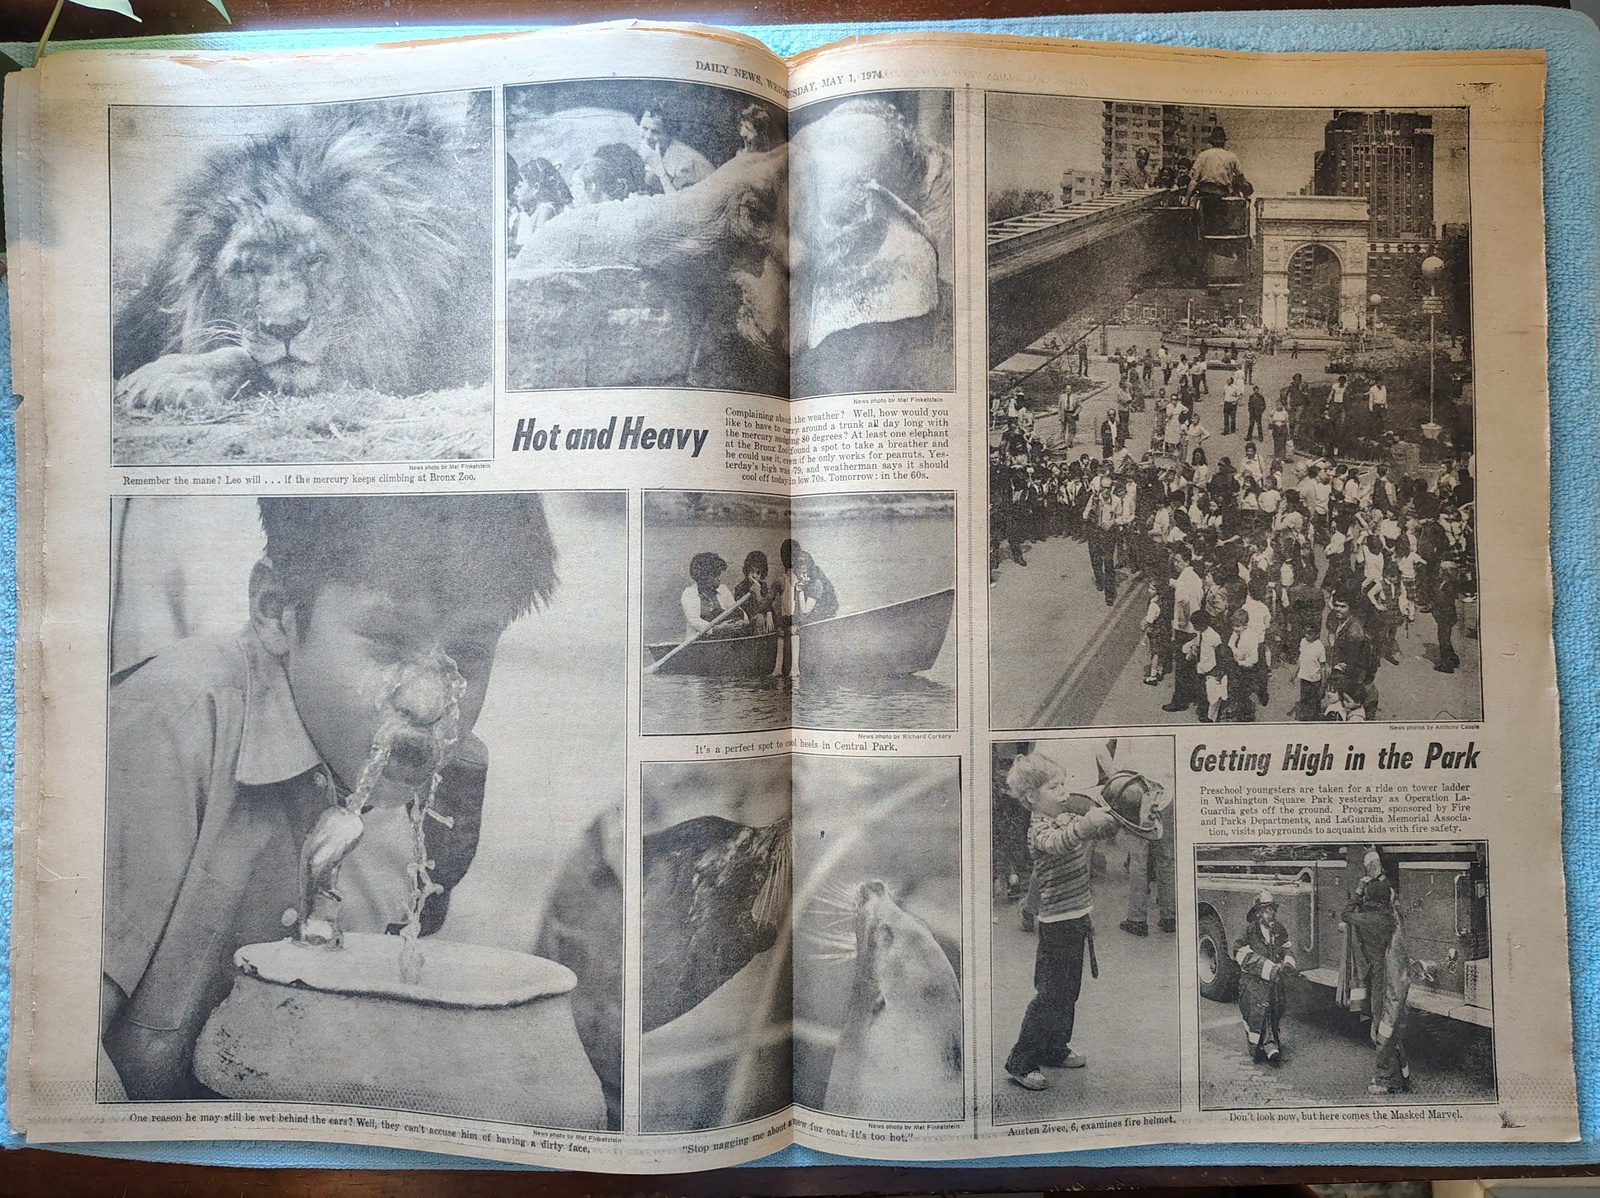 DAILY NEWS, WEDNESDAY, MAY 1, 1974
News photo by Mel Finkelstein
Remember the mane? Leo will . . . if the mercury keeps climbing at Bronx Zoo.
News photo by Mel Finkelstein
Hot and Heavy
Complaining about the weather? Well, how would you
like to have to carry around a trunk all day long with
the mercury nudging 80 degrees? At least one elephant
at the Bronx Zoo found a spot to take a breather and
he could use it, even if he only works for peanuts. Yes-
terday's high was 79, and weatherman says it should
cool off today in low 70s. Tomorrow: in the 60s.
One reason he may still be wet behind the ears? Well, they can't accuse him of having a dirty face.
News photo by Mel Finkelstein
News photo by Richard Corkery
It's a perfect spot to cool heels in Central Park.
News photo by Mel Finkelstein
"Stop nagging me about a new fur coat. It's too hot."
News photos by Anthony Casale
Getting High in the Park
Preschool youngsters are taken for a ride on tower ladder
in Washington Square Park yesterday as Operation La-
Guardia gets off the ground. Program, sponsored by Fire
and Parks Departments, and LaGuardia Memorial Associa-
tion, visits playgrounds to acquaint kids with fire safety.
Austen Zivec, 6, examines fire helmet.
Don't look now, but here comes the Masked Marvel.